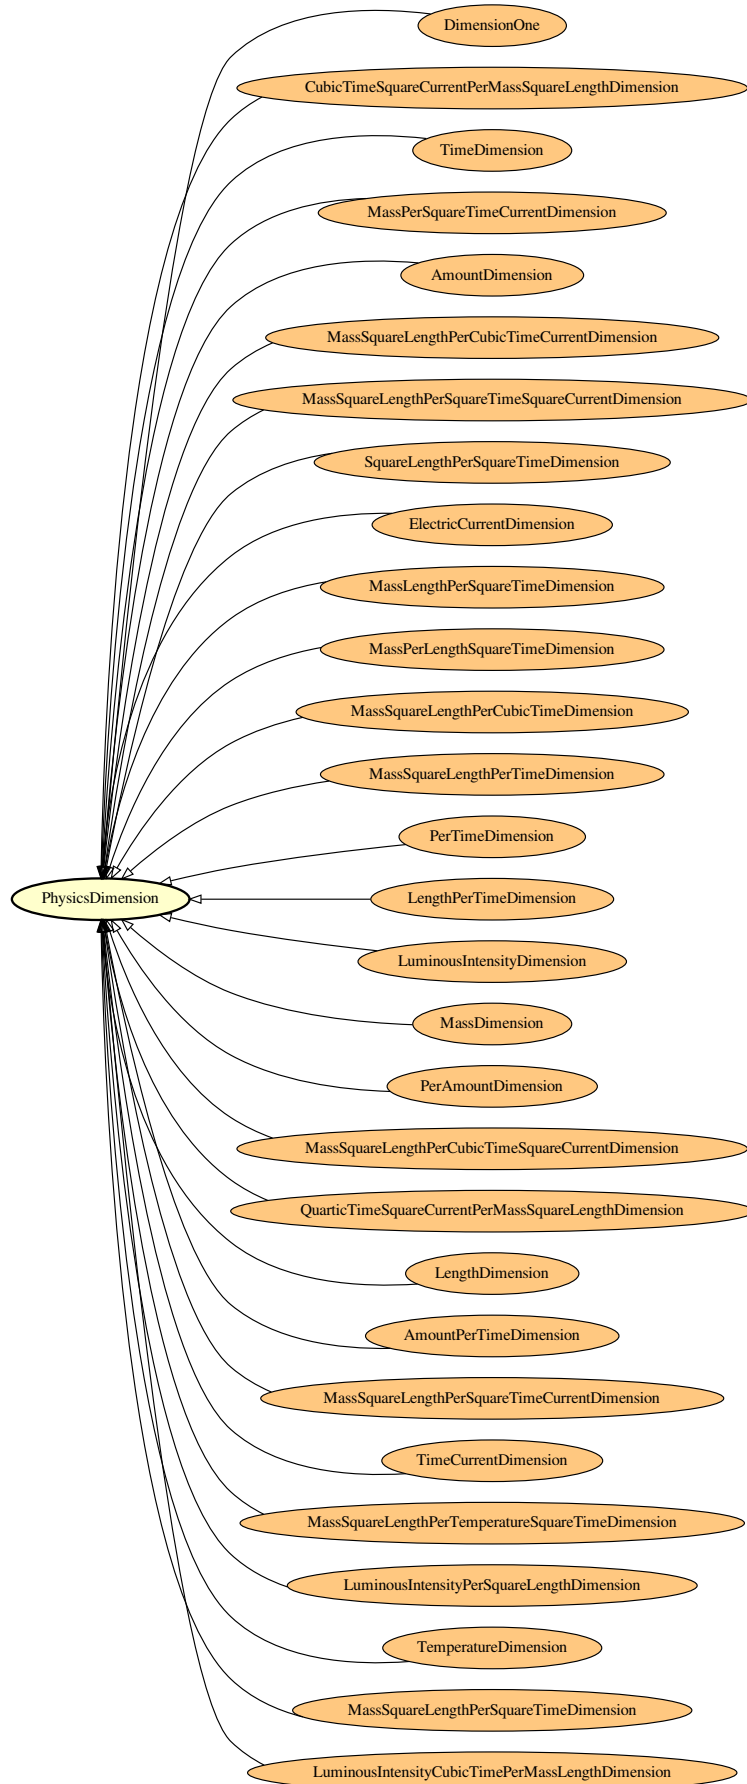 DimensionOne
CubicTimeSquareCurrentPerMassSquareLengthDimension
TimeDimension
MassPerSquareTimeCurrentDimension
AmountDimension
MassSquareLengthPerCubicTimeCurrentDimension
MassSquareLengthPerSquareTimeSquareCurrentDimension
SquareLengthPerSquareTimeDimension
ElectricCurrentDimension
MassLengthPerSquareTimeDimension
MassPerLengthSquareTimeDimension
MassSquareLengthPerCubicTimeDimension
MassSquareLengthPerTimeDimension
PerTimeDimension
PhysicsDimension
LengthPerTimeDimension
LuminousIntensityDimension
MassDimension
PerAmountDimension
MassSquareLengthPerCubicTimeSquareCurrentDimension
QuarticTimeSquareCurrentPerMassSquareLengthDimension
LengthDimension
AmountPerTimeDimension
MassSquareLengthPerSquareTimeCurrentDimension
TimeCurrentDimension
MassSquareLengthPerTemperatureSquareTimeDimension
LuminousIntensityPerSquareLengthDimension
TemperatureDimension
MassSquareLengthPerSquareTimeDimension
LuminousIntensityCubicTimePerMassLengthDimension